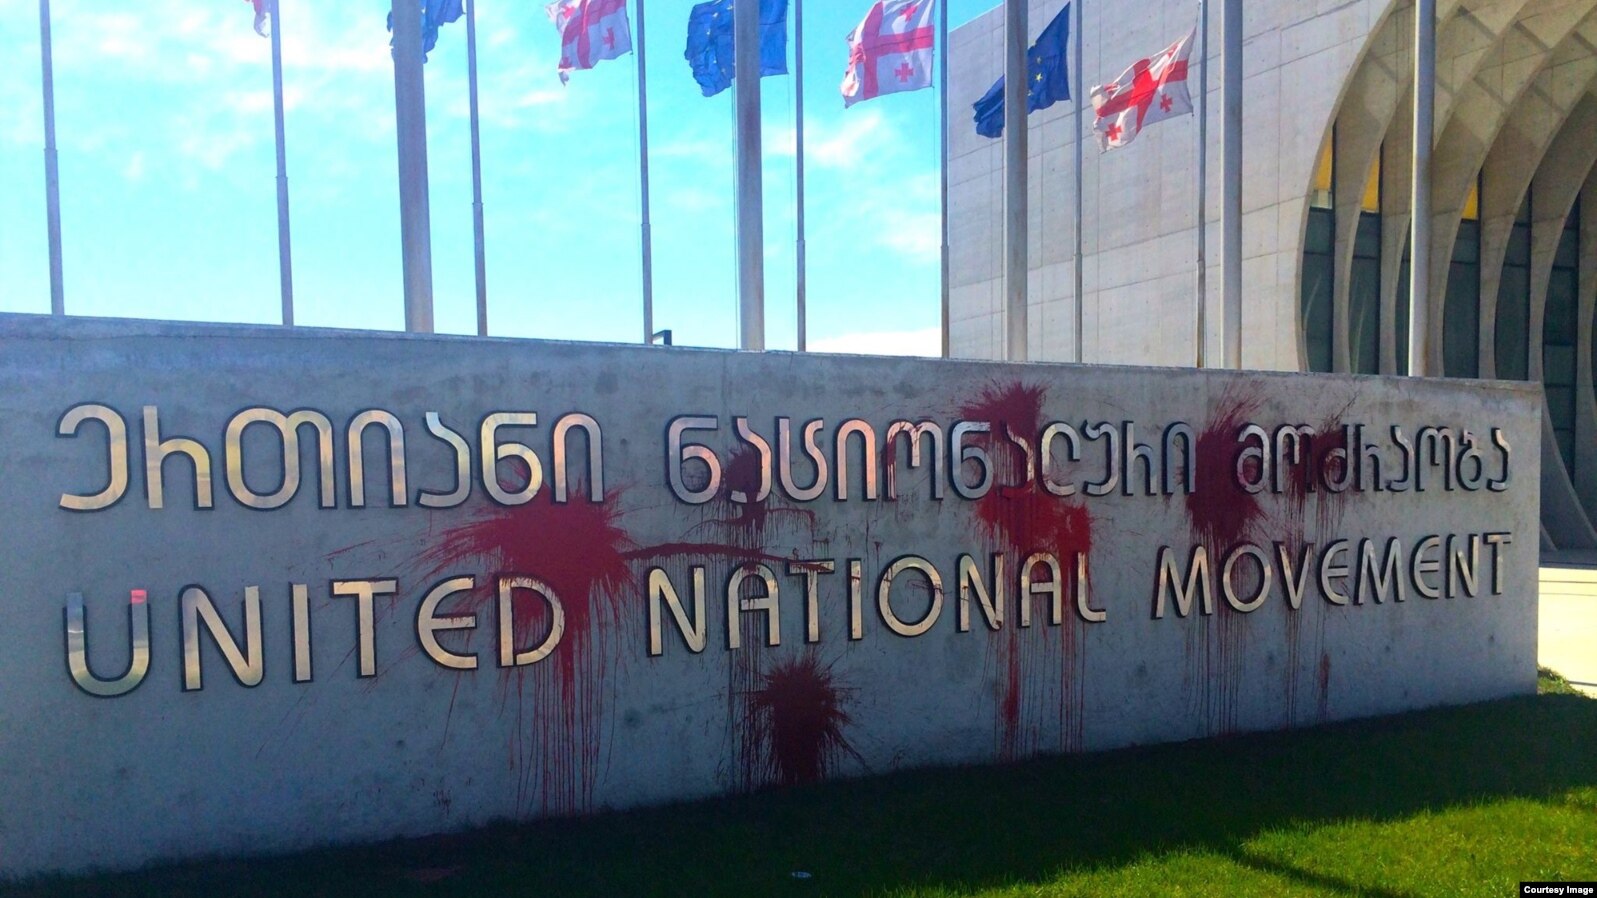 ერთიანი ნაციონალური მოძრაობა
UNITED NATIONAL MOVEMENT
Courtesy Image